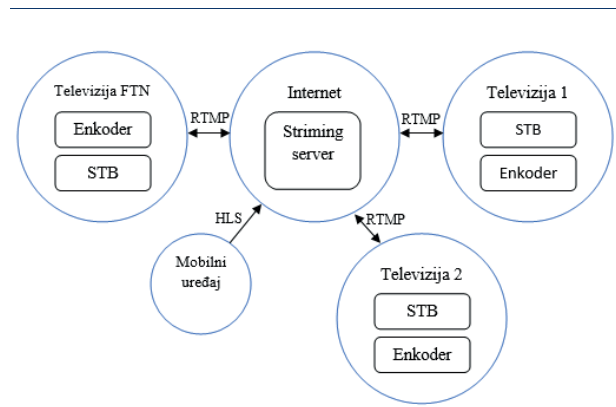 Televizija FTN
Enkoder
STB
RTMP
Internet
Striming
server
RTMP
Televizija 1
STB
Enkoder
HLS
Mobilni
uređaj
RTMP
Televizija 2
STB
Enkoder